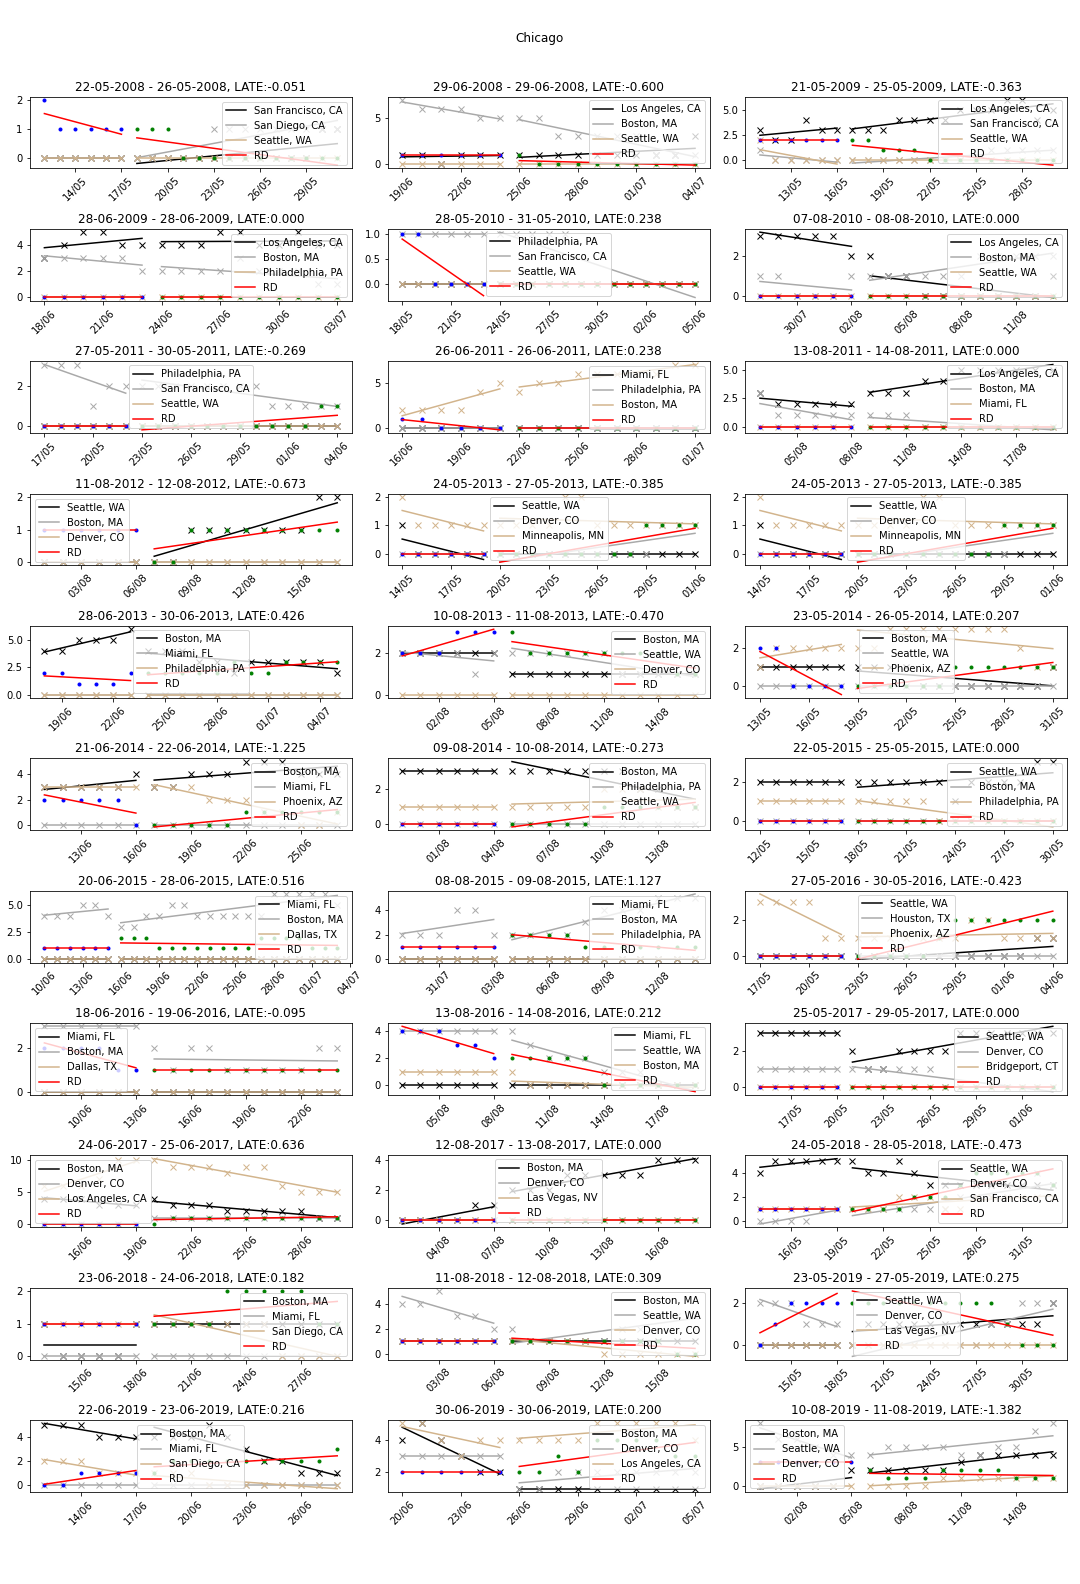 Chicago
22-05-2008 - 26-05-2008, LATE:-0.051
2
1
0
San Francisco, CA
San Diego, CA
Seattle, WA
RD
14/05 17/05 20/05 23/05 26/05 29/05
29-06-2008 - 29-06-2008, LATE:-0.600
5
0
Los Angeles, CA
Boston, MA
Seattle, WA
RD
19/06 22/06 25/06 28/06 01/07 04/07
21-05-2009 - 25-05-2009, LATE:-0.363
5.0
2.5
0.0
Los Angeles, CA
San Francisco, CA
Seattle, WA
RD
13/05 16/05 19/05 22/05 25/05 28/05
28-06-2009 - 28-06-2009, LATE:0.000
4
2
0
Los Angeles, CA
Boston, MA
Philadelphia, PA
RD
18/06 21/06 24/06 27/06 30/06 03/07
28-05-2010 - 31-05-2010, LATE:0.238
1.0
0.5
0.0
Philadelphia, PA
San Francisco, CA
Seattle, WA
RD
18/05 21/05 24/05 27/05 30/05 02/06 05/06
07-08-2010 - 08-08-2010, LATE:0.000
2
0
Los Angeles, CA
Boston, MA
Seattle, WA
RD
30/07 02/08 05/08 08/08 11/08
27-05-2011 - 30-05-2011, LATE:-0.269
2
0
Philadelphia, PA
San Francisco, CA
Seattle, WA
RD
17/05 20/05 23/05 26/05 29/05 01/06 04/06
26-06-2011 - 26-06-2011, LATE:0.238
5
0
Miami, FL
Philadelphia, PA
Boston, MA
RD
16/06 19/06 22/06 25/06 28/06 01/07
13-08-2011 - 14-08-2011, LATE:0.000
5.0
2.5
0.0
Los Angeles, CA
Boston, MA
Miami, FL
RD
05/08 08/08 11/08 14/08 17/08
11-08-2012 - 12-08-2012, LATE:-0.673
2
1
0
Seattle, WA
Boston, MA
Denver, CO
RD
03/08 06/08 09/08 12/08 15/08
24-05-2013 - 27-05-2013, LATE:-0.385
2
1
0
Seattle, WA
Denver, CO
Minneapolis, MN
RD
14/05 17/05 20/05 23/05 26/05 29/05 01/06
24-05-2013 - 27-05-2013, LATE:-0.385
2
1
0
Seattle, WA
Denver, CO
Minneapolis, MN
RD
14/05 17/05 20/05 23/05 26/05 29/05 01/06
28-06-2013 - 30-06-2013, LATE:0.426
5.0
2.5
0.0
Boston, MA
Miami, FL
Philadelphia, PA
RD
19/06 22/06 25/06 28/06 01/07 04/07
10-08-2013 - 11-08-2013, LATE:-0.470
2
0
Boston, MA
Seattle, WA
Denver, CO
RD
02/08 05/08 08/08 11/08 14/08
23-05-2014 - 26-05-2014, LATE:0.207
2
0
Boston, MA
Seattle, WA
Phoenix, AZ
RD
13/05 16/05 19/05 22/05 25/05 28/05 31/05
21-06-2014 - 22-06-2014, LATE:-1.225
4
2
0
Boston, MA
Miami, FL
Phoenix, AZ
RD
13/06 16/06 19/06 22/06 25/06
09-08-2014 - 10-08-2014, LATE:-0.273
2
0
Boston, MA
Philadelphia, PA
Seattle, WA
RD
01/08 04/08 07/08 10/08 13/08
22-05-2015 - 25-05-2015, LATE:0.000
2
0
Seattle, WA
Boston, MA
Philadelphia, PA
RD
12/05 15/05 18/05 21/05 24/05 27/05 30/05
20-06-2015 - 28-06-2015, LATE:0.516
5.0
2.5
0.0
Miami, FL
Boston, MA
Dallas, TX
RD
10/06 13/06 16/06 19/06 22/06 25/06 28/06 01/07 04/07
08-08-2015 - 09-08-2015, LATE:1.127
4
2
0
Miami, FL
Boston, MA
Philadelphia, PA
RD
31/07 03/08 06/08 09/08 12/08
27-05-2016 - 30-05-2016, LATE:-0.423
2
0
Seattle, WA
Houston, TX
Phoenix, AZ
RD
17/05 20/05 23/05 26/05 29/05 01/06 04/06
18-06-2016 - 19-06-2016, LATE:-0.095
2
0
Miami, FL
Boston, MA
Dallas, TX
RD
10/06 13/06 16/06 19/06 22/06
13-08-2016 - 14-08-2016, LATE:0.212
4
2
0
Miami, FL
Seattle, WA
Boston, MA
RD
05/08 08/08 11/08 14/08 17/08
25-05-2017 - 29-05-2017, LATE:0.000
2
0
Seattle, WA
Denver, CO
Bridgeport, CT
RD
17/05 20/05 23/05 26/05 29/05 01/06
24-06-2017 - 25-06-2017, LATE:0.636
10
5
0
Boston, MA
Denver, CO
Los Angeles, CA
RD
16/06 19/06 22/06 25/06 28/06
12-08-2017 - 13-08-2017, LATE:0.000
4
2
0
Boston, MA
Denver, CO
Las Vegas, NV
RD
04/08 07/08 10/08 13/08 16/08
24-05-2018 - 28-05-2018, LATE:-0.473
4
2
0
Seattle, WA
Denver, CO
San Francisco, CA
RD
16/05 19/05 22/05 25/05 28/05 31/05
23-06-2018 - 24-06-2018, LATE:0.182
2
1
0
Boston, MA
Miami, FL
San Diego, CA
RD
15/06 18/06 21/06 24/06 27/06
11-08-2018 - 12-08-2018, LATE:0.309
4
2
0
Boston, MA
Seattle, WA
Denver, CO
RD
03/08 06/08 09/08 12/08 15/08
23-05-2019 - 27-05-2019, LATE:0.275
2
0
Seattle, WA
Denver, CO
Las Vegas, NV
RD
15/05 18/05 21/05 24/05 27/05 30/05
22-06-2019 - 23-06-2019, LATE:0.216
4
2
0
Boston, MA
Miami, FL
San Diego, CA
RD
14/06 17/06 20/06 23/06 26/06
30-06-2019 - 30-06-2019, LATE:0.200
4
2
Boston, MA
Denver, CO
Los Angeles, CA
RD
20/06 23/06 26/06 29/06 02/07 05/07
10-08-2019 - 11-08-2019, LATE:-1.382
5
0
Boston, MA
Seattle, WA
Denver, CO
RD
02/08 05/08 08/08 11/08 14/08